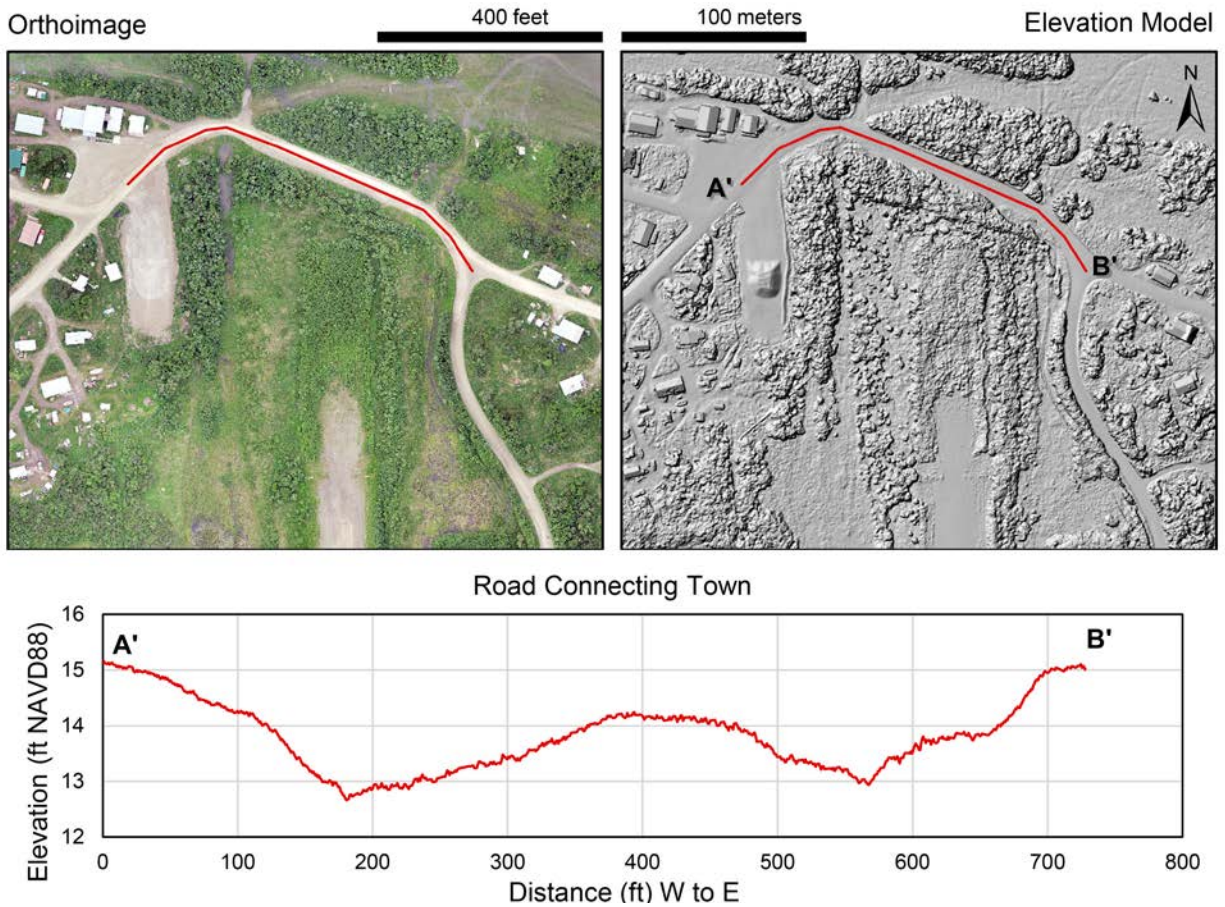 Orthoimage
400 feet
100 meters
Elevation Model
N
A'
B'
Road Connecting Town
Elevation (ft NAVD88)
16
15
14
13
12
A'
B'
0 100 200 300 400 500 600 700 800
Distance (ft) W to E